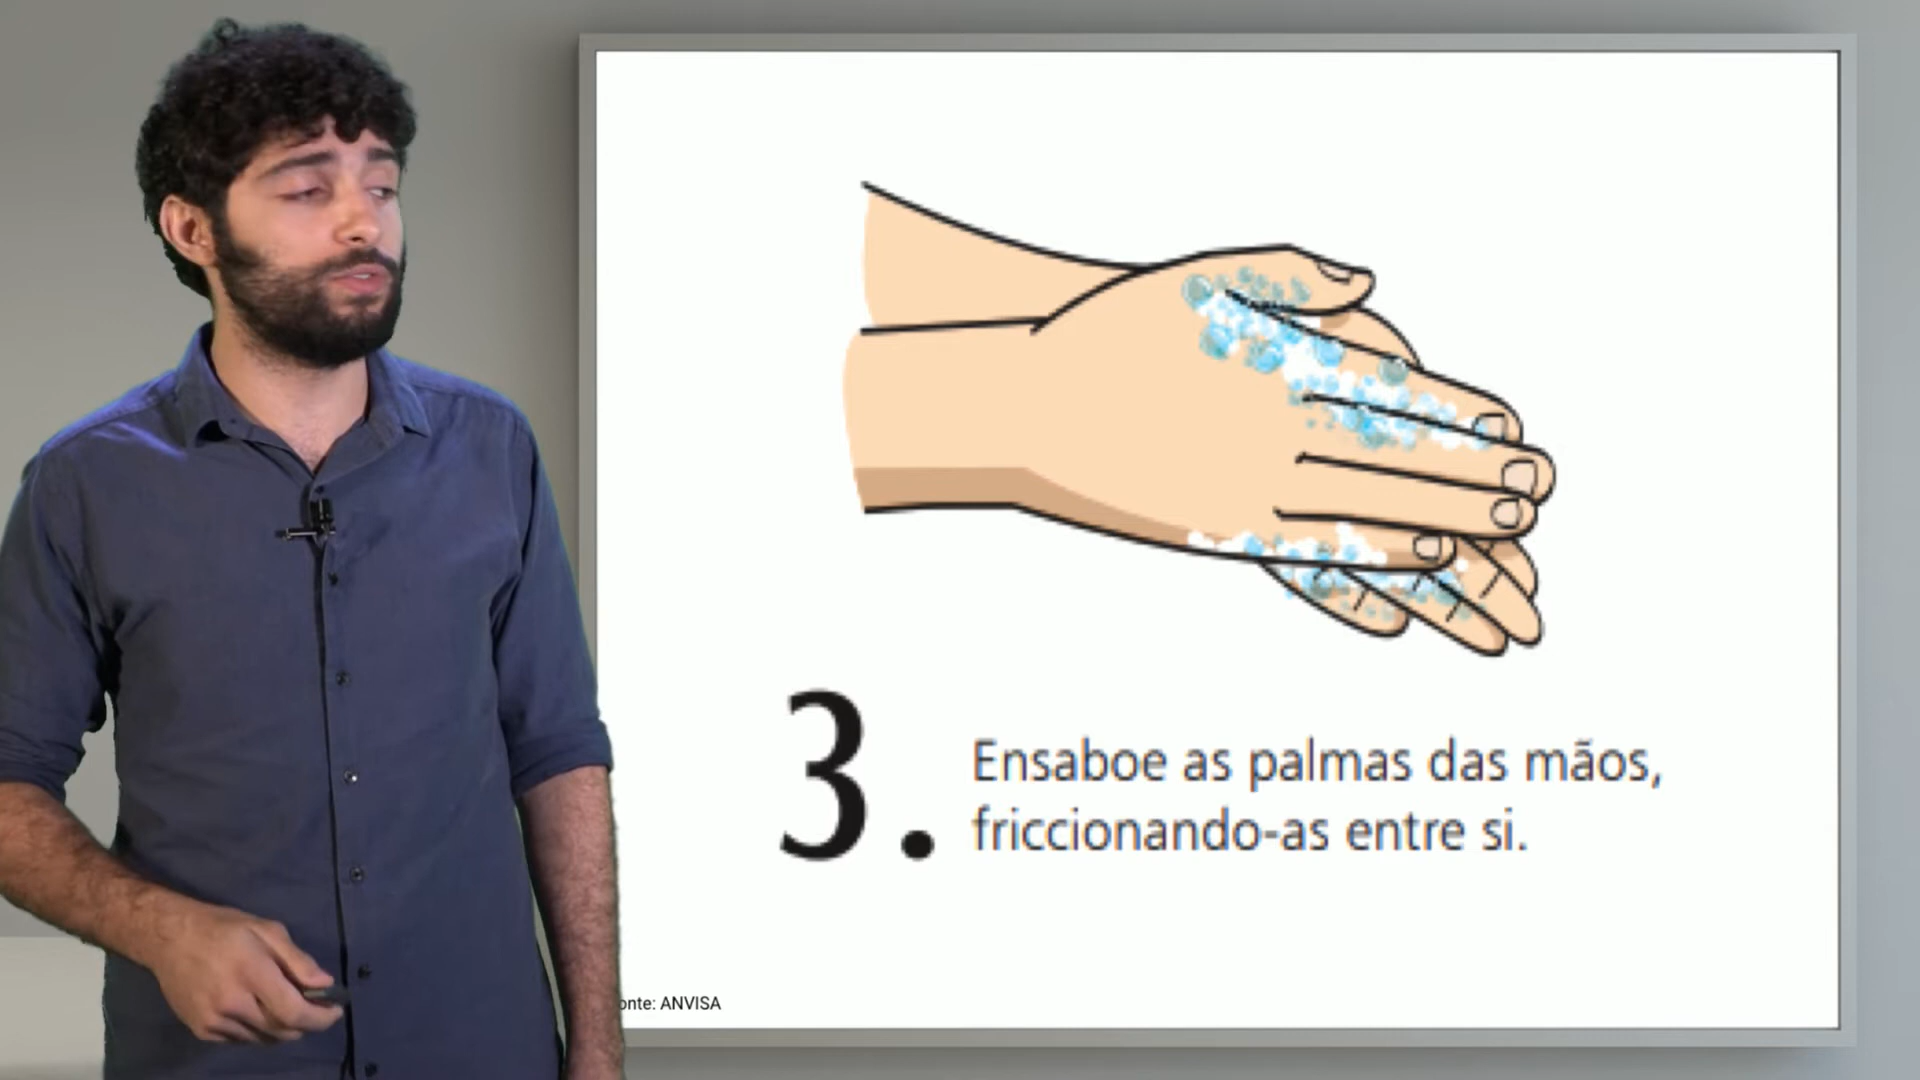 3.
Ensaboe as palmas das mãos,
friccionando-as entre si.
onte: ANVISA